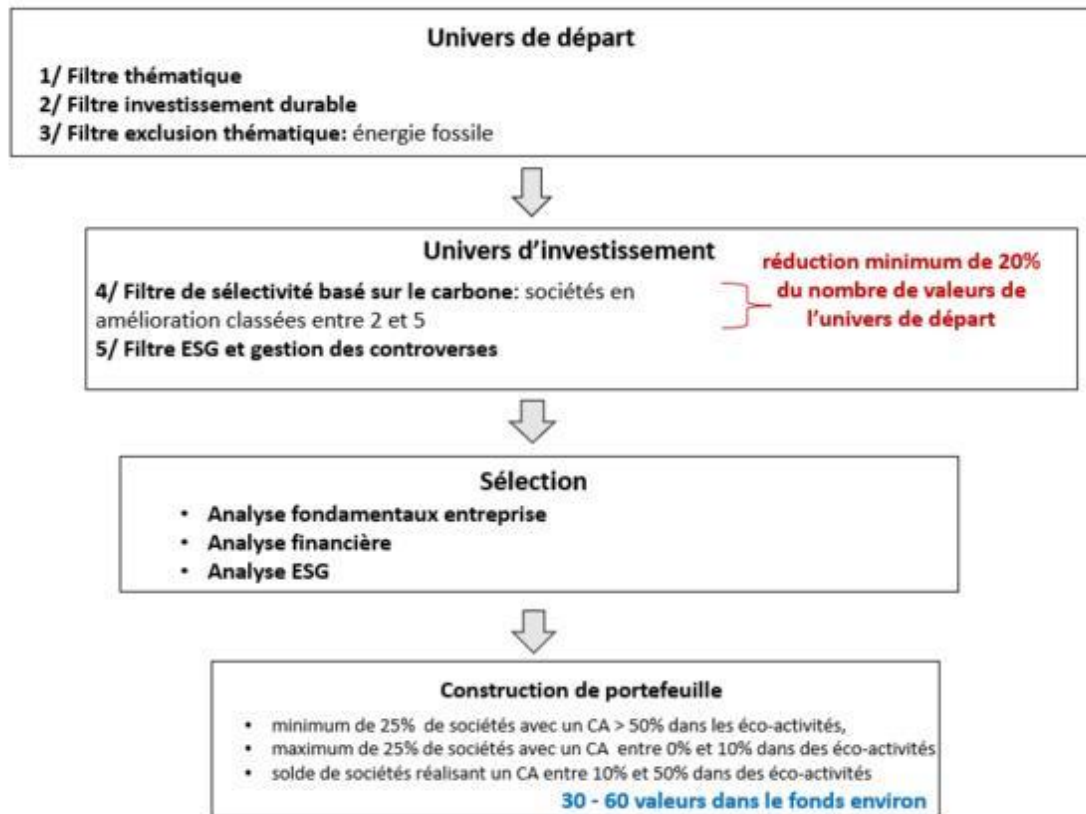 Univers de départ
1/ Filtre thématique
2/ Filtre investissement durable
3/ Filtre exclusion thématique: énergie fossile
Univers d'investissement
4/ Filtre de sélectivité basé sur le carbone: sociétés en
amélioration classées entre 2 et 5
5/ Filtre ESG et gestion des controverses
réduction minimum de 20%
du nombre de valeurs de
l'univers de départ
Sélection
• Analyse fondamentaux entreprise
• Analyse financière
• Analyse ESG
Construction de portefeuille
• minimum de 25% de sociétés avec un CA > 50% dans les éco-activités,
• maximum de 25% de sociétés avec un CA entre 0% et 10% dans des éco-activités
• solde de sociétés réalisant un CA entre 10% et 50% dans des éco-activités
30 - 60 valeurs dans le fonds environ